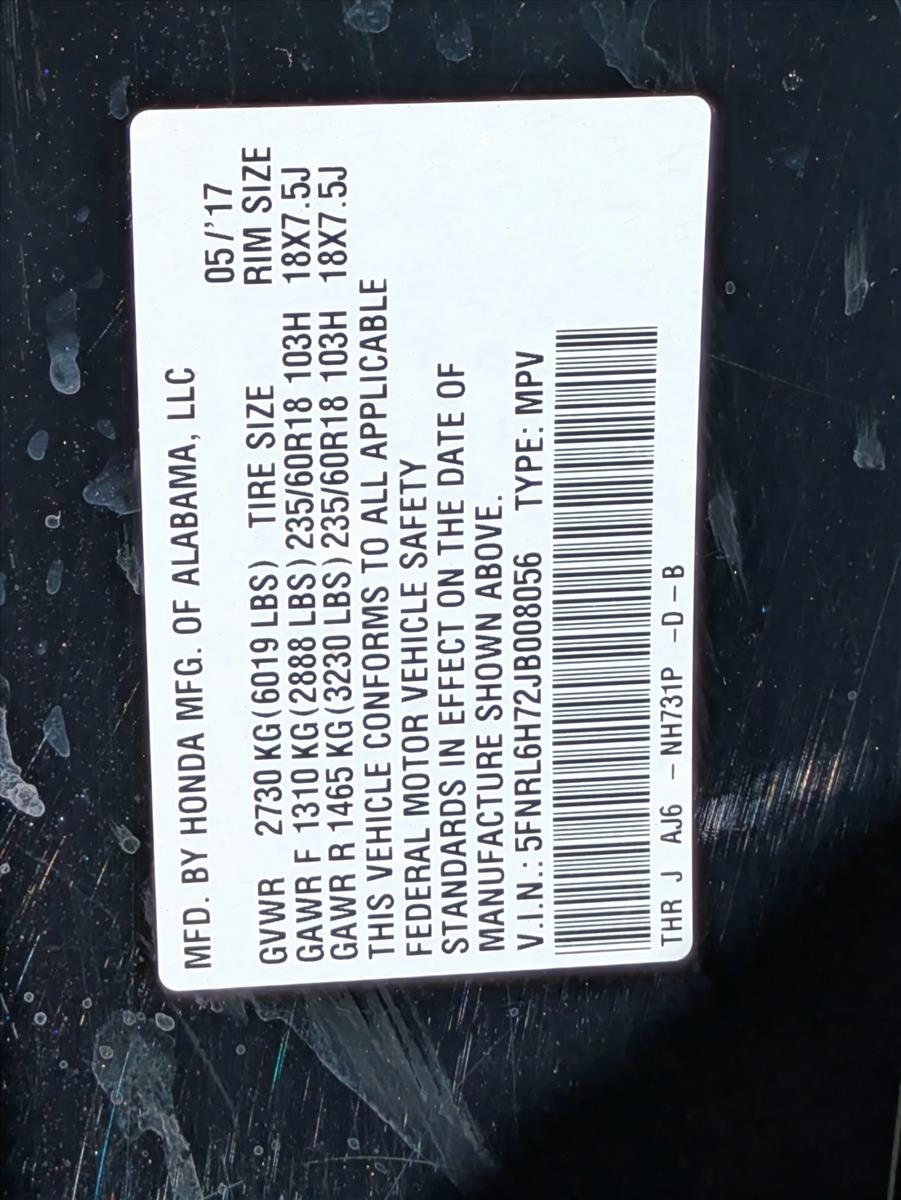 MFD. BY HONDA MFG. OF ALABAMA, LLC
05/'17
GVWR 2730 KG(6019 LBS) TIRE SIZE RIM SIZE
GAWR F 1310 KG(2888 LBS) 235/60R18 103H 18X7.5J
GAWR R 1465 KG(3230 LBS) 235/60R18 103H 18X7.5J
THIS VEHICLE CONFORMS TO ALL APPLICABLE
FEDERAL MOTOR VEHICLE SAFETY
STANDARDS IN EFFECT ON THE DATE OF
MANUFACTURE SHOWN ABOVE.
V.I.N.: 5FNRL6H72JB008056 TYPE: MPV
THR J AJ6 -NH731P -D-B